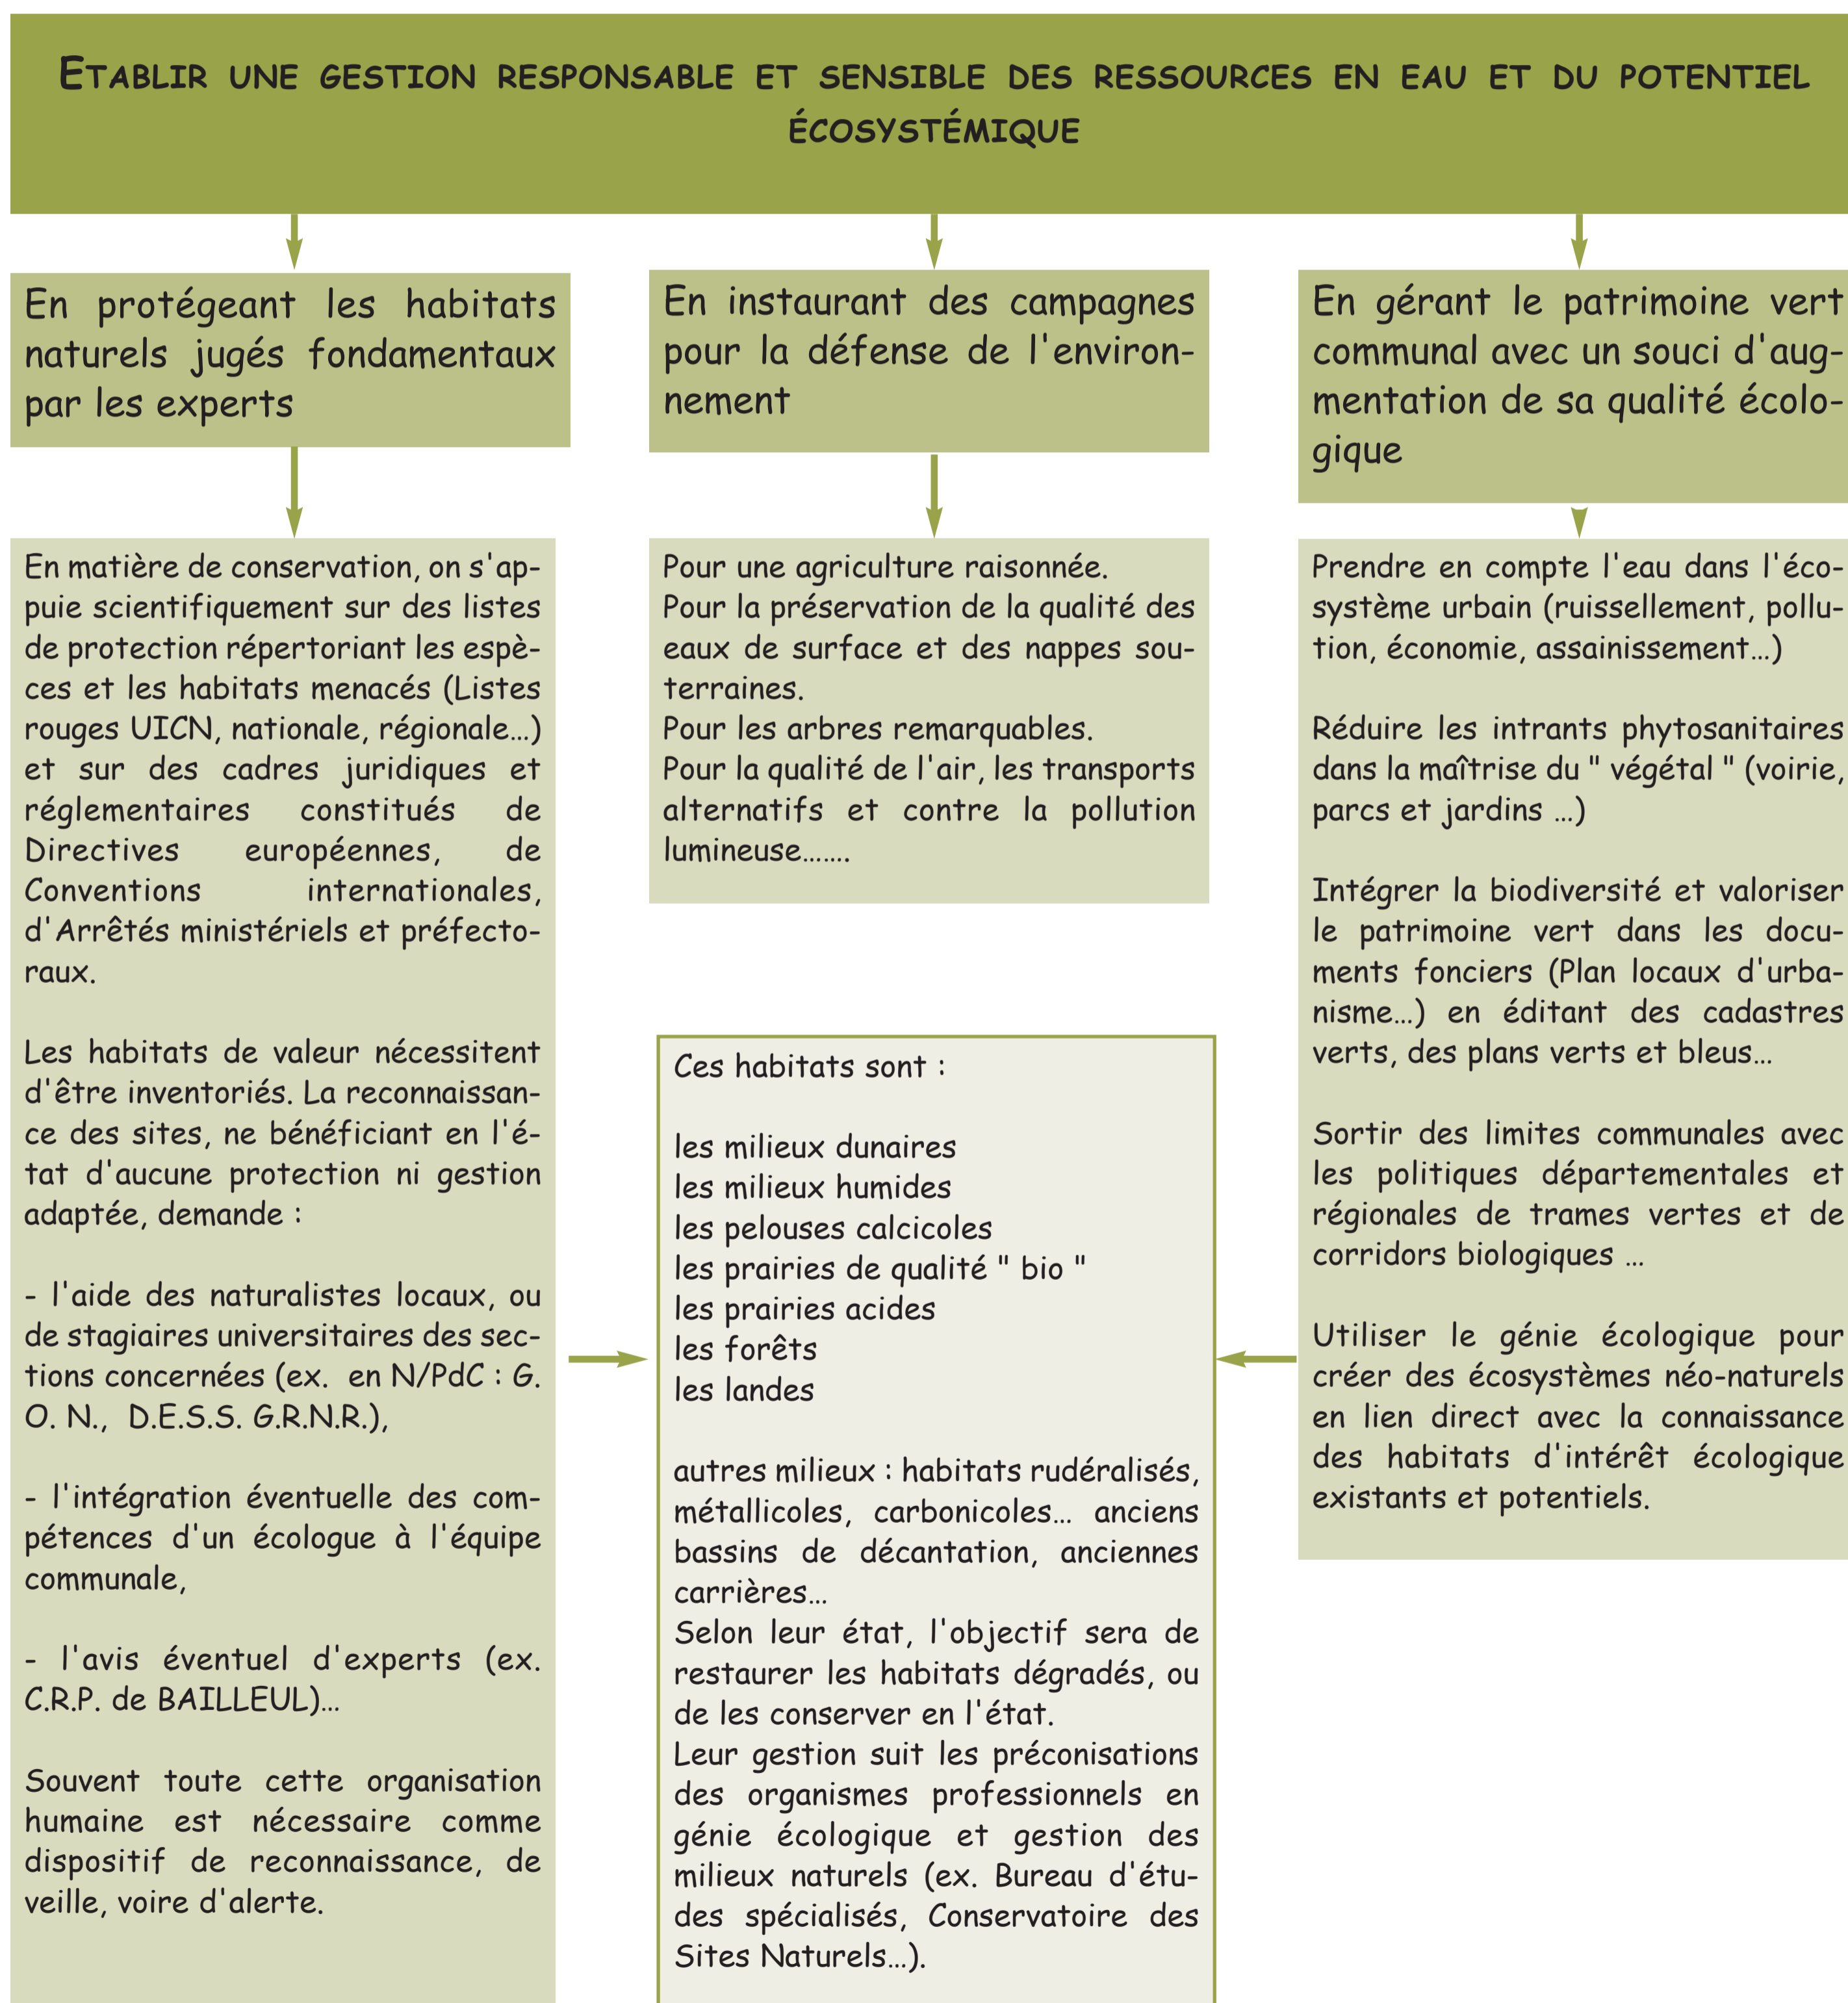 ETABLIR UNE GESTION RESPONSABLE ET SENSIBLE DES RESSOURCES EN EAU ET DU POTENTIEL
ÉCOSYSTÉMIQUE
En protégeant les habitats
naturels jugés fondamentaux
par les experts
En instaurant des campagnes
pour la défense de l'environ-
nement
En gérant le patrimoine vert
communal avec un souci d'aug-
mentation de sa qualité écolo-
gique
En matière de conservation, on s'ap-
puie scientifiquement sur des listes
de protection répertoriant les espè-
ces et les habitats menacés (Listes
rouges UICN, nationale, régionale...)
et sur des cadres juridiques et
réglementaires constitués de
Directives européennes, de
Conventions internationales,
d'Arrêtés ministériels et préfecto-
raux.
Les habitats de valeur nécessitent
d'être inventoriés. La reconnaissan-
ce des sites, ne bénéficiant en l'é-
tat d'aucune protection ni gestion
adaptée, demande :
- l'aide des naturalistes locaux, ou
de stagiaires universitaires des sec-
tions concernées (ex. en N/PdC : G.
O. N., D.E.S.S. G.R.N.R.),
- l'intégration éventuelle des com-
pétences d'un écologue à l'équipe
communale,
- l'avis éventuel d'experts (ex.
C.R.P. de BAILLEUL)...
Souvent toute cette organisation
humaine est nécessaire comme
dispositif de reconnaissance, de
veille, voire d'alerte.
Pour une agriculture raisonnée.
Pour la préservation de la qualité des
eaux de surface et des nappes sou-
terraines.
Pour les arbres remarquables.
Pour la qualité de l'air, les transports
alternatifs et contre la pollution
lumineuse.......
Ces habitats sont :
les milieux dunaires
les milieux humides
les pelouses calcicoles
les prairies de qualité " bio "
les prairies acides
les forêts
les landes
autres milieux : habitats rudéralisés,
métallicoles, carbonicoles... anciens
bassins de décantation, anciennes
carrières...
Selon leur état, l'objectif sera de
restaurer les habitats dégradés, ou
de les conserver en l'état.
Leur gestion suit les préconisations
des organismes professionnels en
génie écologique et gestion des
milieux naturels (ex. Bureau d'étu-
des spécialisés, Conservatoire des
Sites Naturels...).
Prendre en compte l'eau dans l'éco-
système urbain (ruissellement, pollu-
tion, économie, assainissement...)
Réduire les intrants phytosanitaires
dans la maîtrise du " végétal " (voirie,
parcs et jardins ...)
Intégrer la biodiversité et valoriser
le patrimoine vert dans les docu-
ments fonciers (Plan locaux d'urba-
nisme...) en éditant des cadastres
verts, des plans verts et bleus...
Sortir des limites communales avec
les politiques départementales et
régionales de trames vertes et de
corridors biologiques ...
Utiliser le génie écologique pour
créer des écosystèmes néo-naturels
en lien direct avec la connaissance
des habitats d'intérêt écologique
existants et potentiels.